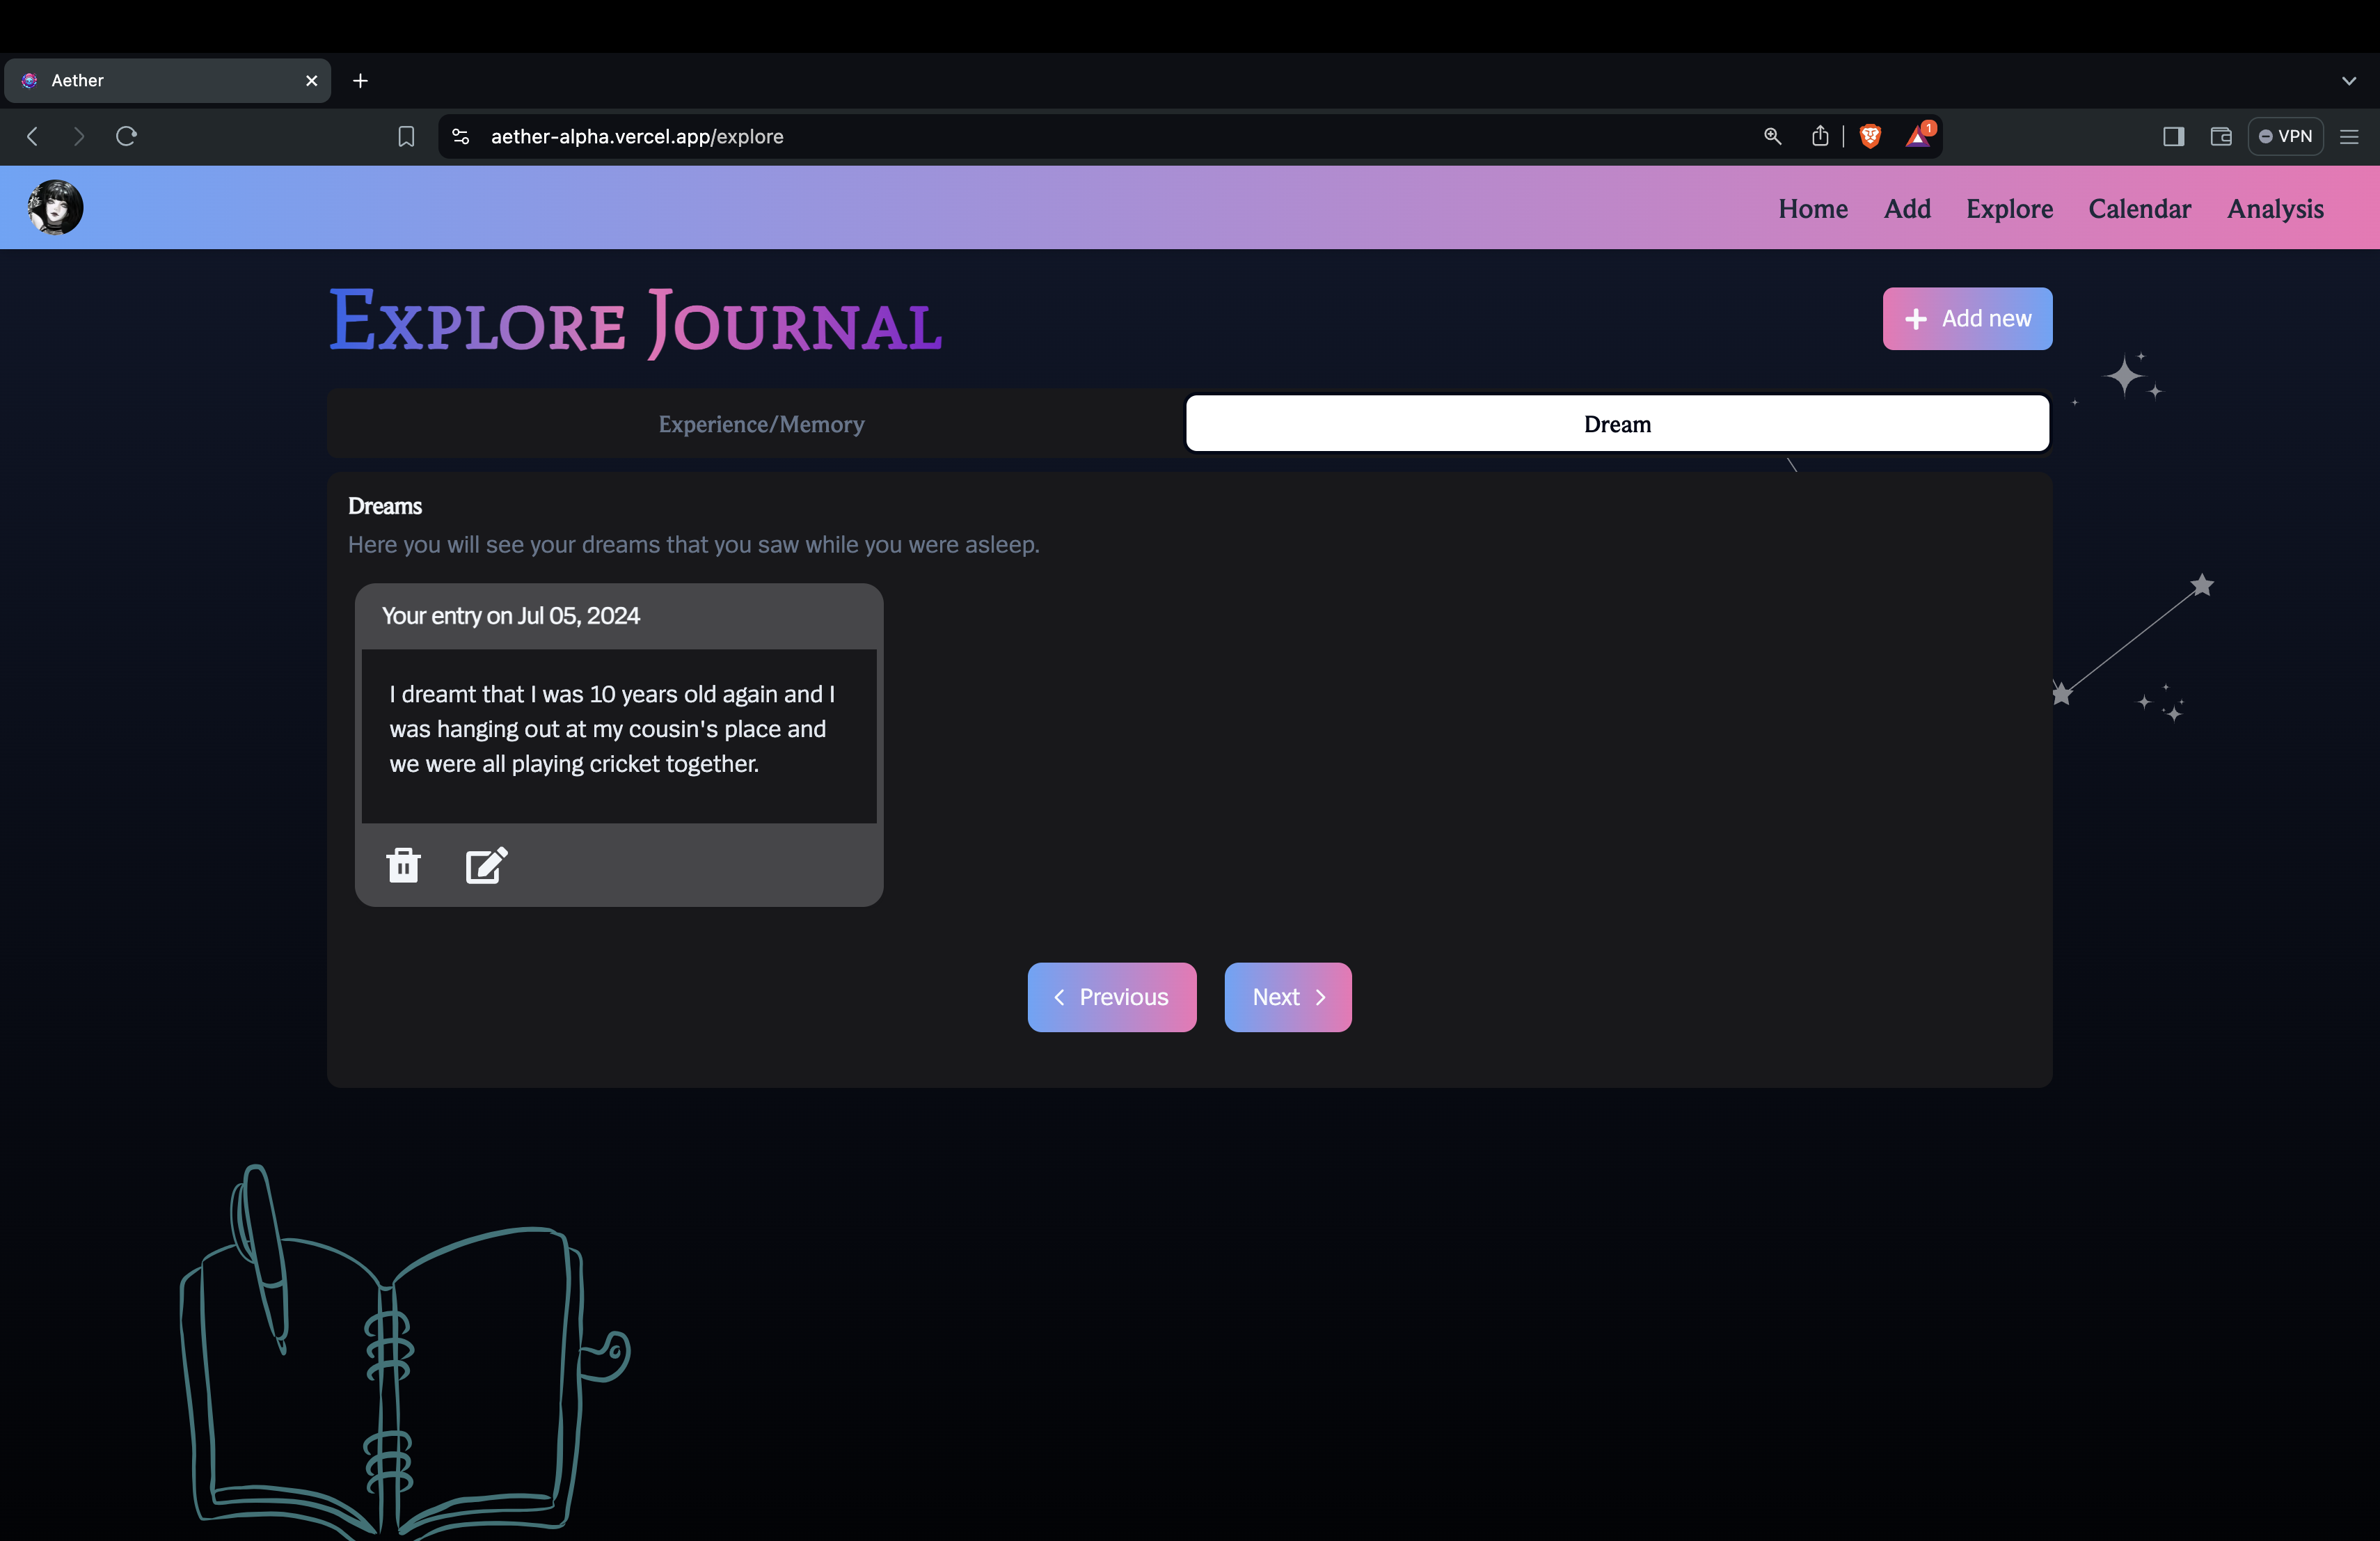 Aether
aether-alpha.vercel.app/explore
1
VPN
Home Add Explore Calendar Analysis
Explore Journal
Add new
Experience/Memory
Dream
Dreams
Here you will see your dreams that you saw while you were asleep.
Your entry on Jul 05, 2024
I dreamt that I was 10 years old again and I
was hanging out at my cousin's place and
we were all playing cricket together.
Previous
Next